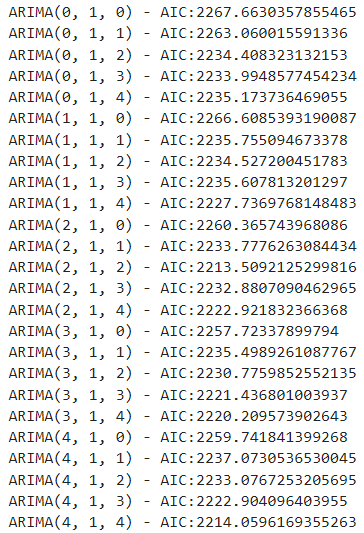 ARIMA(0, 1, 0) - AIC:2267.6630357855465
ARIMA(0, 1, 1) - AIC:2263.060015591336
ARIMA(0, 1, 2) - AIC:2234.408323132153
ARIMA(0, 1, 3) - AIC:2233.9948577454234
ARIMA(0, 1, 4) - AIC:2235.173736469055
ARIMA(1, 1, 0) - AIC:2266.6085393190087
ARIMA(1, 1, 1) - AIC:2235.755094673378
ARIMA(1, 1, 2) - AIC:2234.527200451783
ARIMA(1, 1, 3) - AIC:2235.607813201297
ARIMA(1, 1, 4) - AIC:2227.7369768148483
ARIMA(2, 1, 0) - AIC:2260.365743968086
ARIMA(2, 1, 1) - AIC:2233.7776263084434
ARIMA(2, 1, 2) - AIC:2213.5092125299816
ARIMA(2, 1, 3) - AIC:2232.8807090462965
ARIMA(2, 1, 4) - AIC:2222.921832366368
ARIMA(3, 1, 0) - AIC:2257.72337899794
ARIMA(3, 1, 1) - AIC:2235.4989261087767
ARIMA(3, 1, 2) - AIC:2230.7759852552135
ARIMA(3, 1, 3) - AIC:2221.436801003937
ARIMA(3, 1, 4) - AIC:2220.209573902643
ARIMA(4, 1, 0) - AIC:2259.741841399268
ARIMA(4, 1, 1) - AIC:2237.0730536530045
ARIMA(4, 1, 2) - AIC:2233.0767253205695
ARIMA(4, 1, 3) - AIC:2222.904096403955
ARIMA(4, 1, 4) - AIC:2214.0596169355263